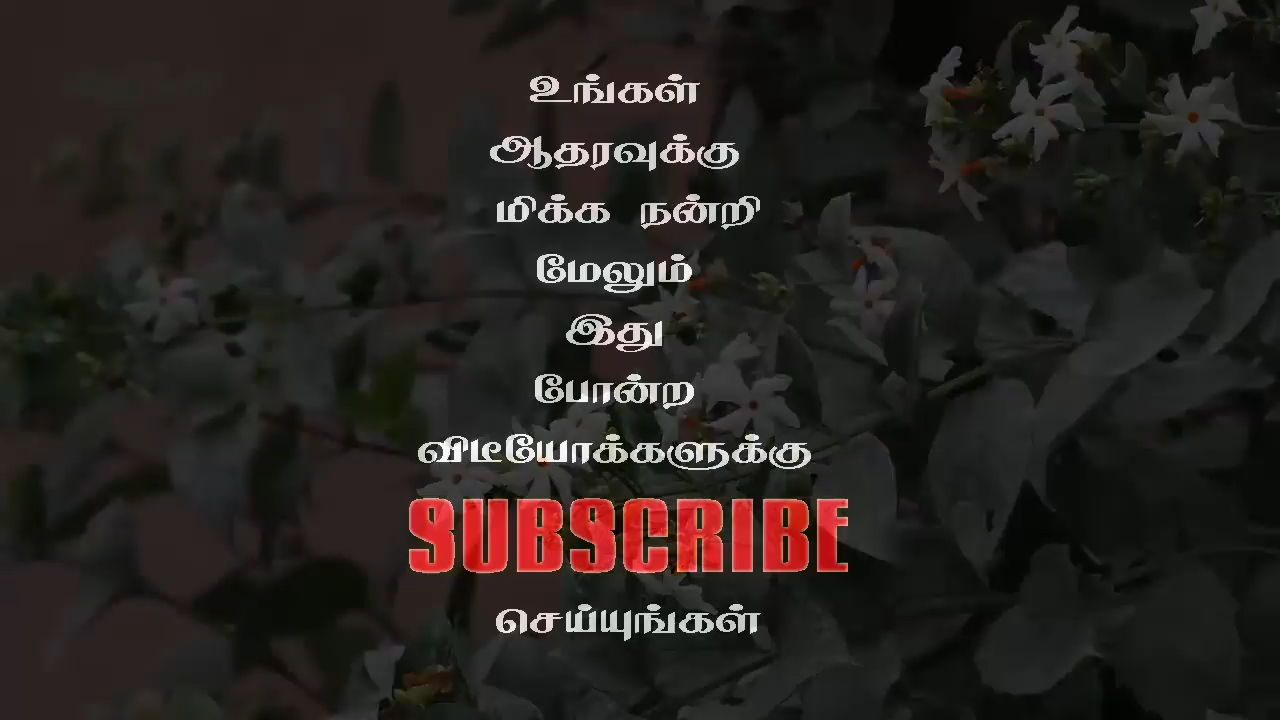 உங்கள்
ஆதரவுக்கு
மிக்க நன்றி
மேலும்
இது
போன்ற
விடீயோக்களுக்கு
SUBSCRIBE
செய்யுங்கள்